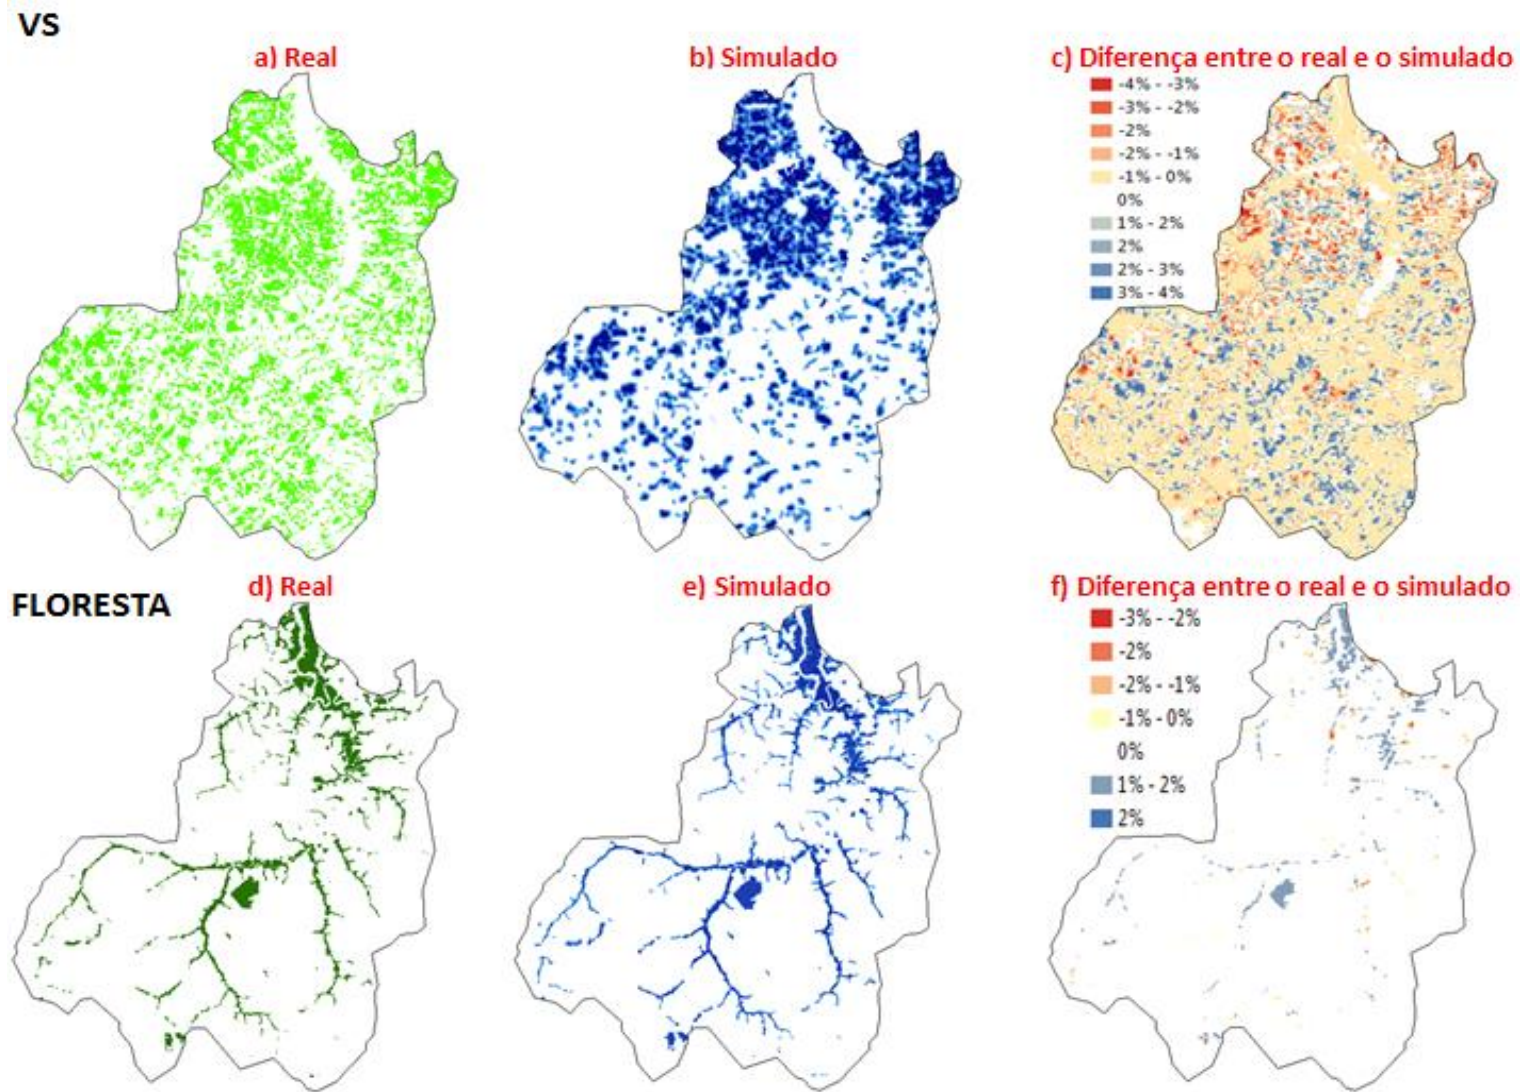 VS
a) Real
b) Simulado
c) Diferença entre o real e o simulado
-4% - -3%
-3% - -2%
-2%
-2% - -1%
-1% - 0%
0%
1% - 2%
2%
2% - 3%
3% - 4%
FLORESTA
d) Real
e) Simulado
f) Diferença entre o real e o simulado
-3% - -2%
-2%
-2% - -1%
-1% - 0%
0%
1% - 2%
2%